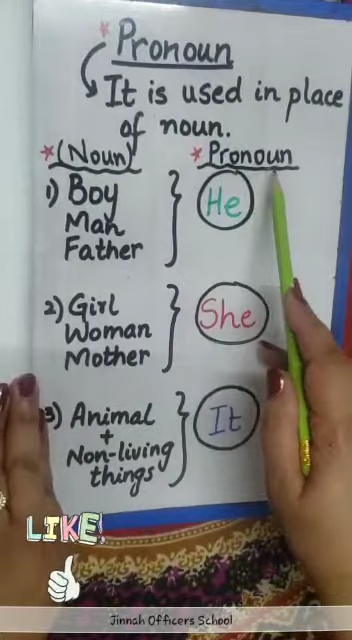 * Pronoun
It is used in place
of noun.
* (Noun) * Pronoun
1) Boy
Man
Father
He
2) Girl
Woman
Mother
She
3) Animal
+
Non-living
things
It
LIKE!
Jinnah Officers School